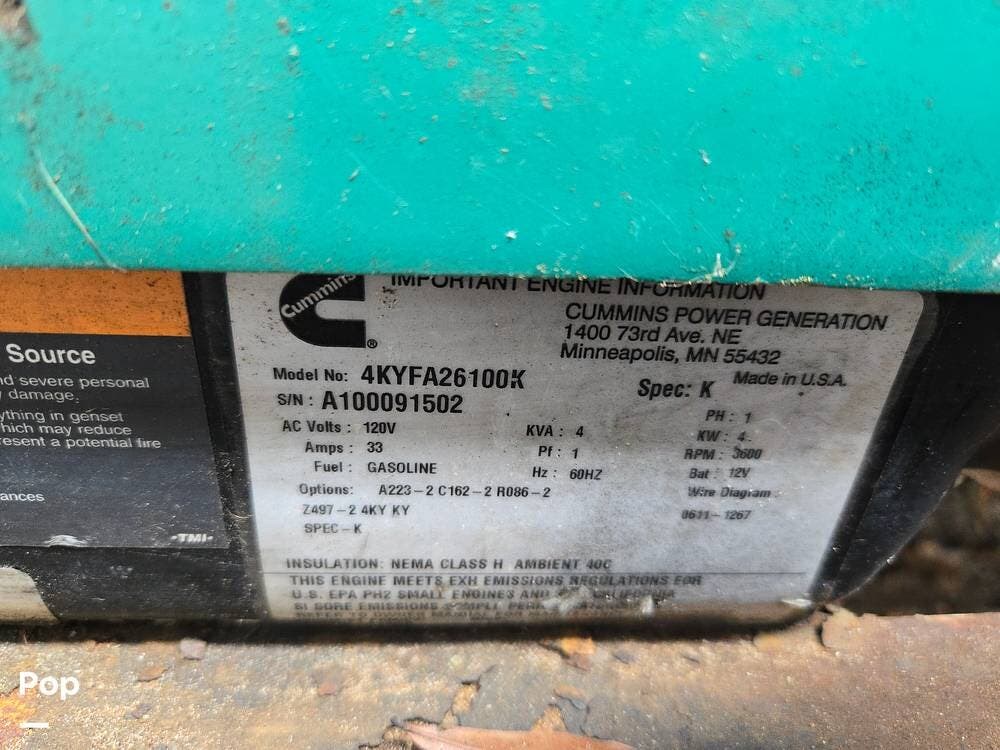 Source
nd severe personal
damage.
ything in genset
hich may reduce
resent a potential fire
ances
-TMI-
Cummins
®
IMPORTANT ENGINE INFORMATION
CUMMINS POWER GENERATION
1400 73rd Ave. NE
Minneapolis, MN 55432
Model No: 4KYFA26100K
Spec: K Made in U.S.A.
S/N : A100091502
AC Volts : 120V KVA : 4 PH : 1
Amps : 33 Pf : 1 KW : 4
Fuel : GASOLINE Hz : 60HZ RPM : 3600
Bat : 12V
Options: A223-2 C162-2 R086-2 Wire Diagram
Z497-2 4KY KY 0611-1267
SPEC-K
INSULATION: NEMA CLASS H AMBIENT 40C
THIS ENGINE MEETS EXH EMISSIONS REGULATIONS FOR
U.S. EPA PH2 SMALL ENGINES AND CALIFORNIA
SI SORE EMISSIONS
Pop